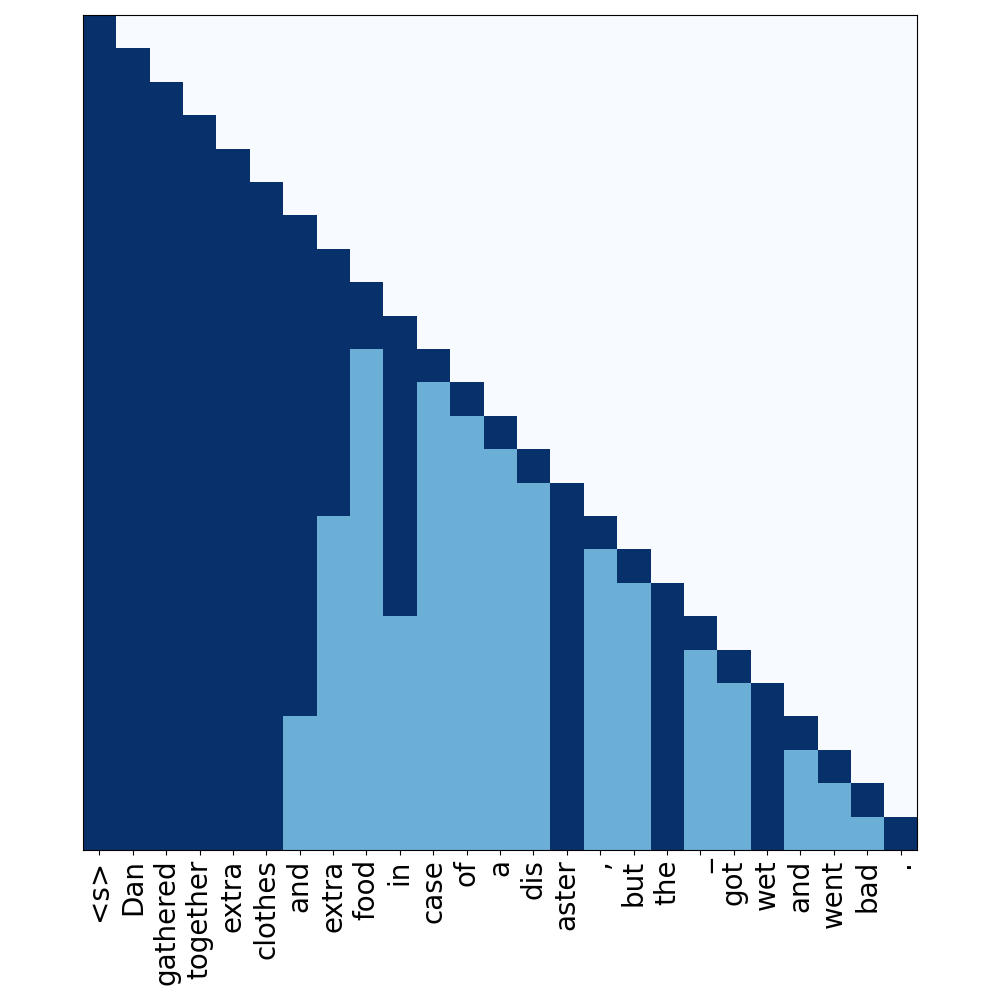 <s> Dan gathered together extra clothes and extra food in case of a dis aster , but the _ got wet and went bad .